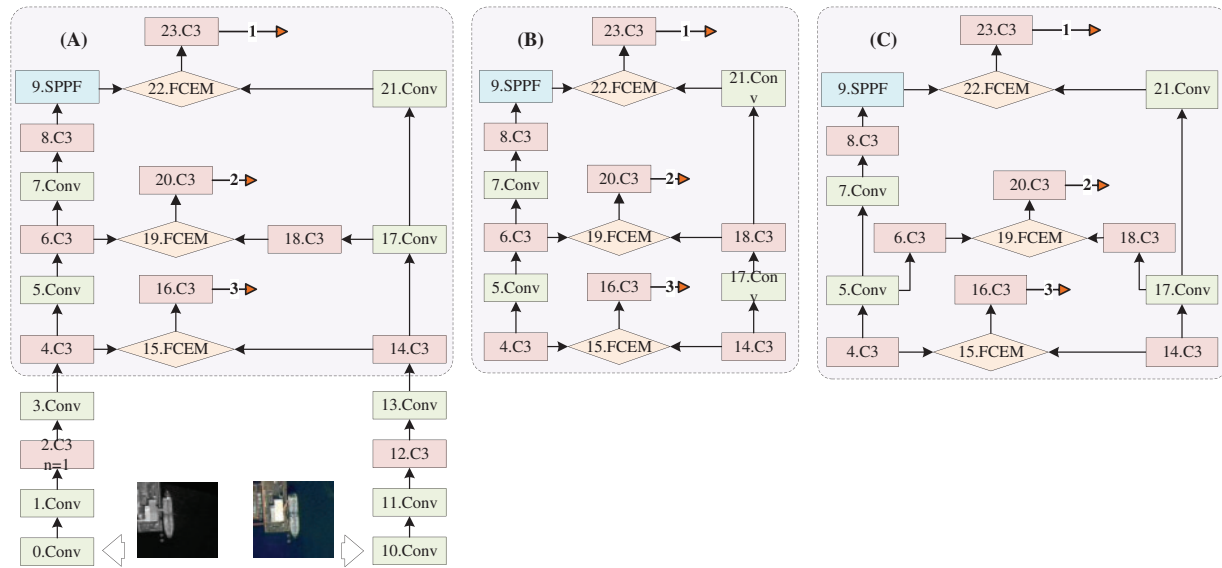 (A)
23.C3
1
9.SPPF
22.FCEM
21.Conv
8.C3
7.Conv
20.C3
2
6.C3
19.FCEM
18.C3
17.Conv
5.Conv
16.C3
3
4.C3
15.FCEM
14.C3
3.Conv
13.Conv
2.C3
n=1
12.C3
1.Conv
11.Conv
0.Conv
10.Conv
(B)
23.C3
1
9.SPPF
22.FCEM
21.Con
v
8.C3
7.Conv
20.C3
2
6.C3
19.FCEM
18.C3
5.Conv
16.C3
3
17.Con
v
4.C3
15.FCEM
14.C3
(C)
23.C3
1
9.SPPF
22.FCEM
21.Conv
8.C3
7.Conv
20.C3
2
6.C3
19.FCEM
18.C3
5.Conv
16.C3
3
17.Conv
4.C3
15.FCEM
14.C3